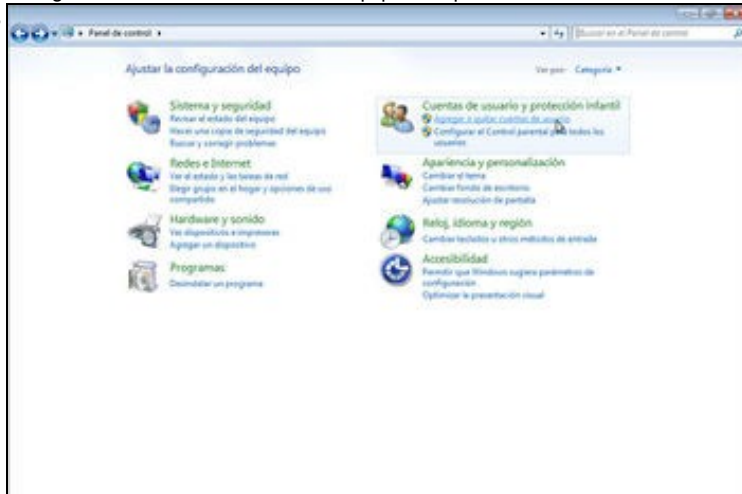 Panel de control
Buscar en el Panel de control
Ajustar la configuración del equipo
Ver por: Categoría
Sistema y seguridad
Revisar el estado del equipo
Hacer una copia de seguridad del equipo
Buscar y corregir problemas
Redes e Internet
Ver el estado y las tareas de red
Elegir grupo en el hogar y opciones de uso
compartido
Hardware y sonido
Ver dispositivos e impresoras
Agregar un dispositivo
Programas
Desinstalar un programa
Cuentas de usuario y protección infantil
Agregar o quitar cuentas de usuario
Configurar el Control parental para todos los
usuarios
Apariencia y personalización
Cambiar el tema
Cambiar fondo de escritorio
Ajustar resolución de pantalla
Reloj, idioma y región
Cambiar teclados u otros métodos de entrada
Accesibilidad
Permitir que Windows sugiera parámetros de
configuración
Optimizar la presentación visual